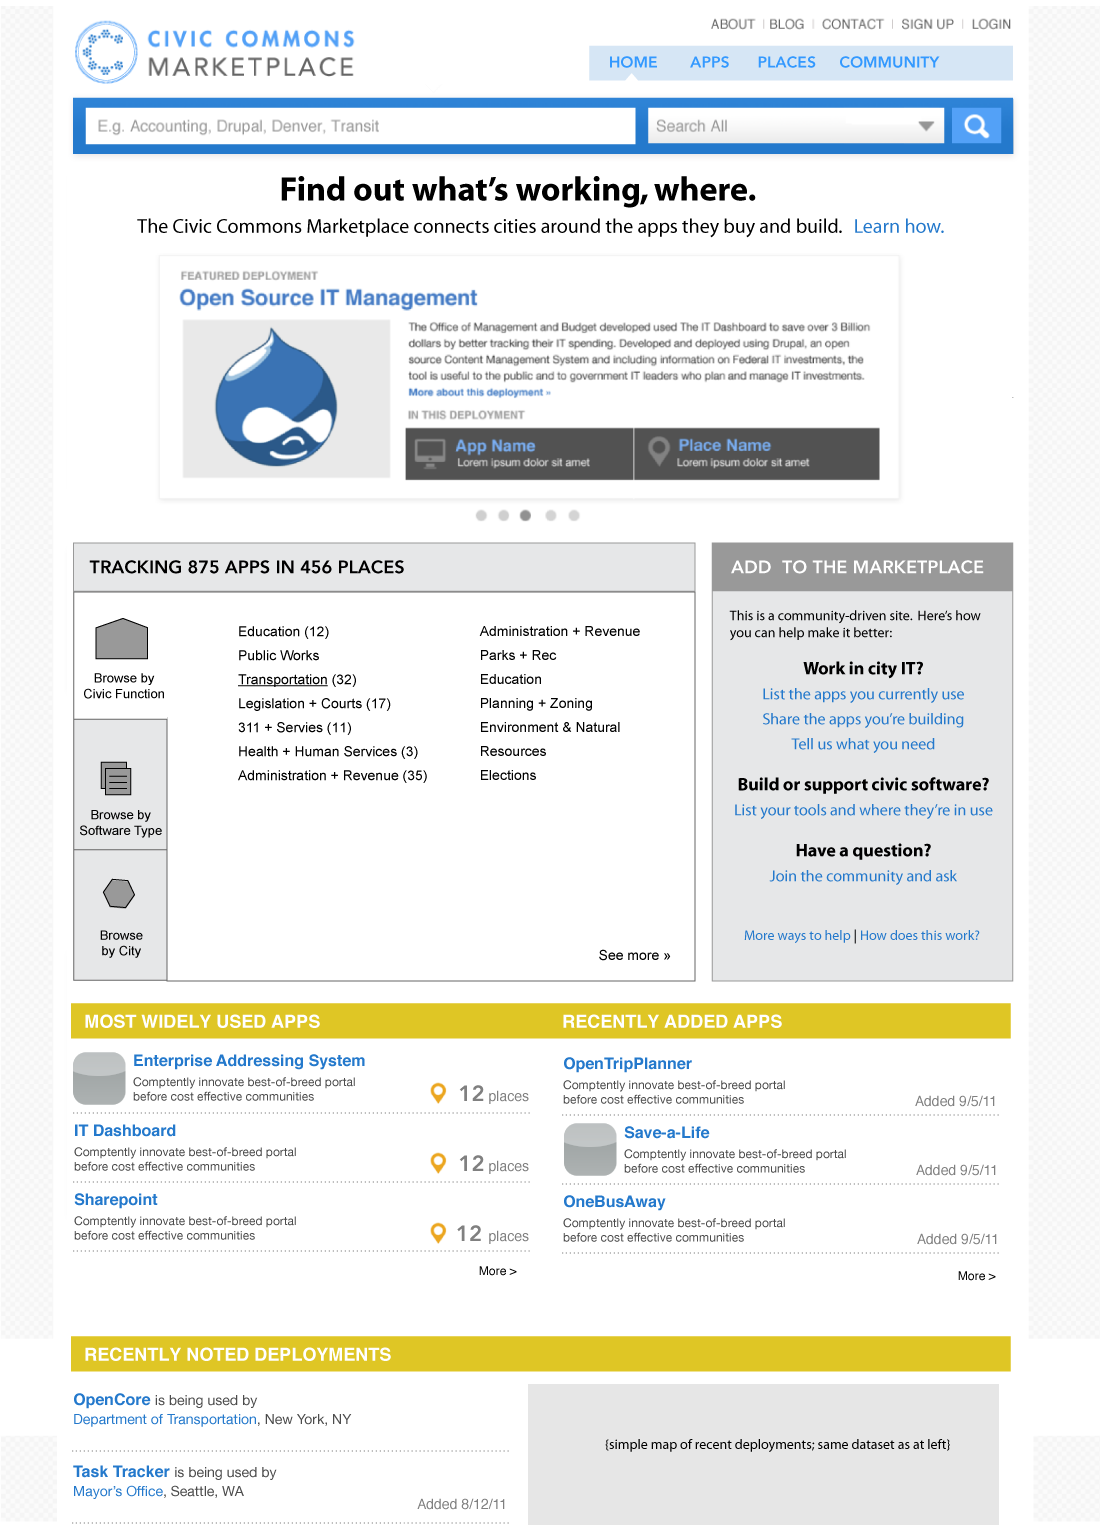 CIVIC COMMONS
MARKETPLACE
ABOUT | BLOG | CONTACT | SIGN UP | LOGIN
HOME APPS PLACES COMMUNITY
E.g. Accounting, Drupal, Denver, Transit
Search All
Find out what's working, where.
The Civic Commons Marketplace connects cities around the apps they buy and build. Learn how.
FEATURED DEPLOYMENT
Open Source IT Management
The Office of Management and Budget developed used The IT Dashboard to save over 3 Billion
dollars by better tracking their IT spending. Developed and deployed using Drupal, an open
source Content Management System and including information on Federal IT investments, the
tool is useful to the public and to government IT leaders who plan and manage IT investments.
More about this deployment »
IN THIS DEPLOYMENT
App Name
Lorem ipsum dolor sit amet
Place Name
Lorem ipsum dolor sit amet
TRACKING 875 APPS IN 456 PLACES
Browse by
Civic Function
Browse by
Software Type
Browse
by City
Education (12)
Public Works
Transportation (32)
Legislation + Courts (17)
311 + Servies (11)
Health + Human Services (3)
Administration + Revenue (35)
Administration + Revenue
Parks + Rec
Education
Planning + Zoning
Environment & Natural
Resources
Elections
See more »
ADD TO THE MARKETPLACE
This is a community-driven site. Here's how
you can help make it better:
Work in city IT?
List the apps you currently use
Share the apps you're building
Tell us what you need
Build or support civic software?
List your tools and where they're in use
Have a question?
Join the community and ask
More ways to help | How does this work?
MOST WIDELY USED APPS
Enterprise Addressing System
Comptently innovate best-of-breed portal
before cost effective communities
12 places
IT Dashboard
Comptently innovate best-of-breed portal
before cost effective communities
12 places
Sharepoint
Comptently innovate best-of-breed portal
before cost effective communities
12 places
More >
RECENTLY ADDED APPS
OpenTripPlanner
Comptently innovate best-of-breed portal
before cost effective communities
Added 9/5/11
Save-a-Life
Comptently innovate best-of-breed portal
before cost effective communities
Added 9/5/11
OneBusAway
Comptently innovate best-of-breed portal
before cost effective communities
Added 9/5/11
More >
RECENTLY NOTED DEPLOYMENTS
OpenCore is being used by
Department of Transportation, New York, NY
Task Tracker is being used by
Mayor's Office, Seattle, WA
Added 8/12/11
{simple map of recent deployments; same dataset as at left}